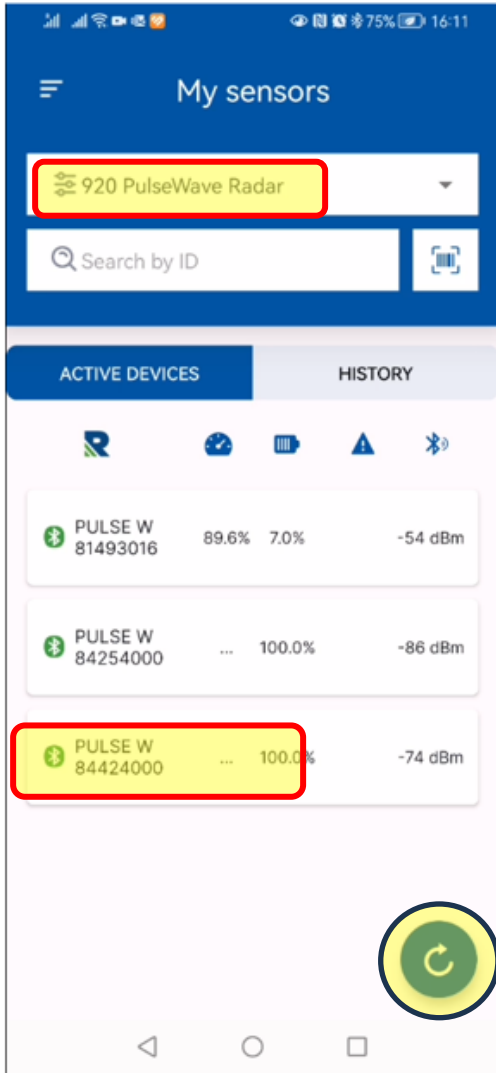 75% 16:11
My sensors
920 PulseWave Radar
Search by ID
ACTIVE DEVICES HISTORY
PULSE W
81493016 89.6% 7.0% -54 dBm
PULSE W
84254000 ... 100.0% -86 dBm
PULSE W
84424000 ... 100.0% -74 dBm